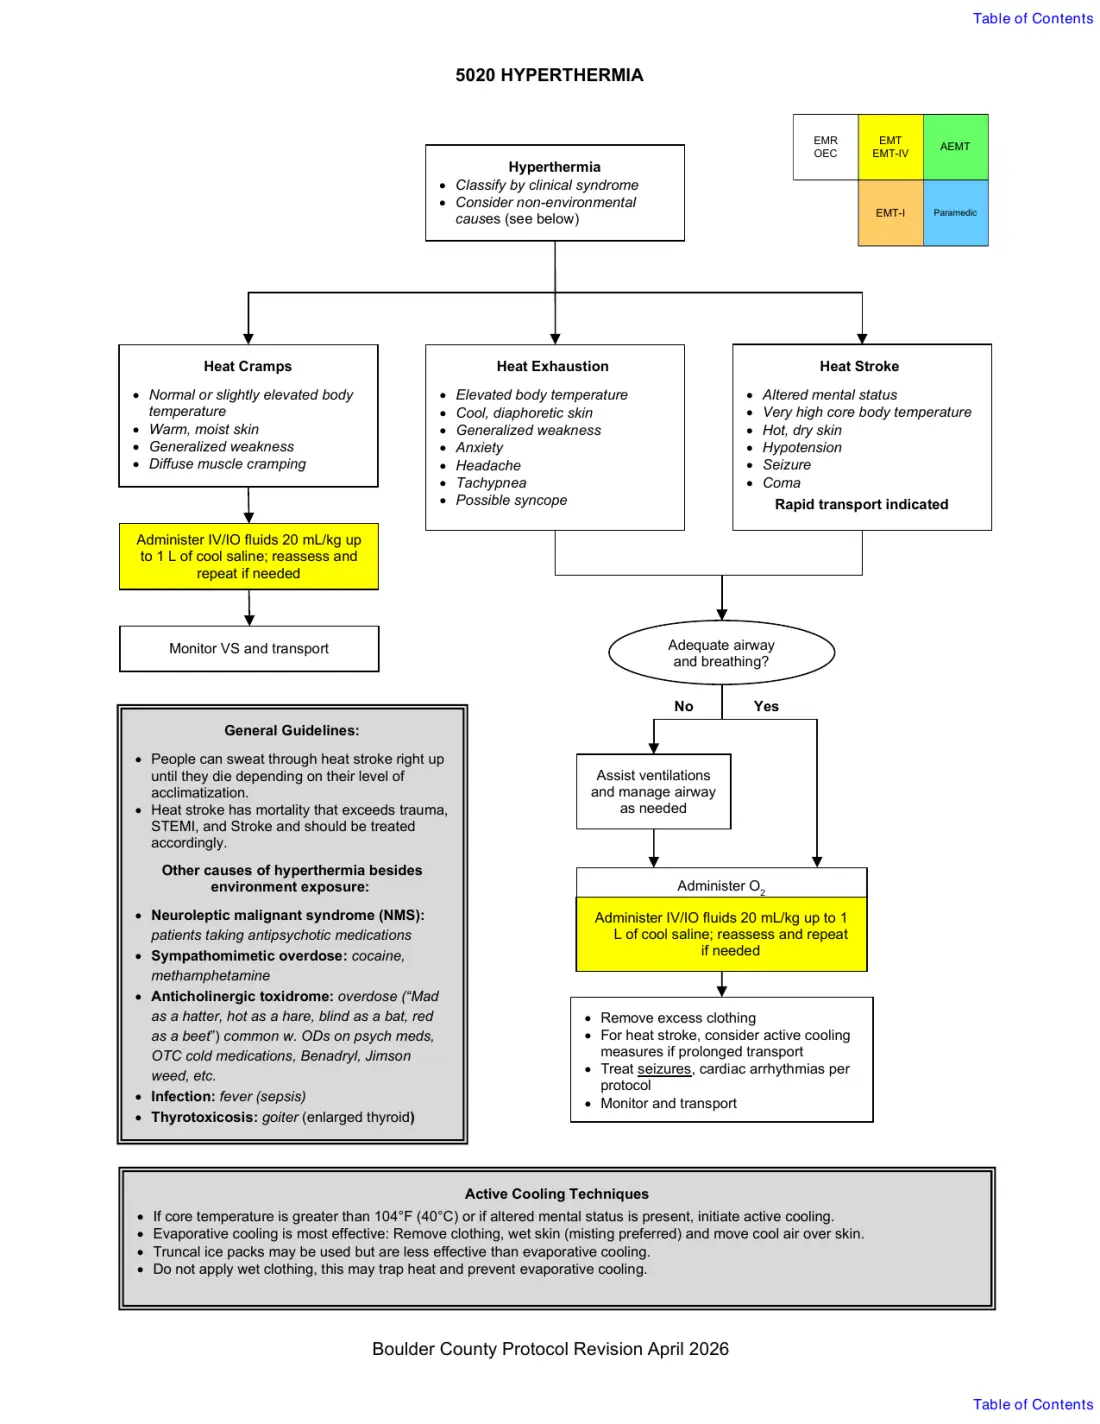 Table of Contents
5020 HYPERTHERMIA
EMR
OEC
EMT
EMT-IV
AEMT
EMT-I
Paramedic
Hyperthermia
• Classify by clinical syndrome
• Consider non-environmental
causes (see below)
Heat Cramps
• Normal or slightly elevated body
temperature
• Warm, moist skin
• Generalized weakness
• Diffuse muscle cramping
Heat Exhaustion
• Elevated body temperature
• Cool, diaphoretic skin
• Generalized weakness
• Anxiety
• Headache
• Tachypnea
• Possible syncope
Heat Stroke
• Altered mental status
• Very high core body temperature
• Hot, dry skin
• Hypotension
• Seizure
• Coma
Rapid transport indicated
Administer IV/IO fluids 20 mL/kg up
to 1 L of cool saline; reassess and
repeat if needed
Monitor VS and transport
Adequate airway
and breathing?
No
Yes
Assist ventilations
and manage airway
as needed
Administer O2
Administer IV/IO fluids 20 mL/kg up to 1
L of cool saline; reassess and repeat
if needed
• Remove excess clothing
• For heat stroke, consider active cooling
measures if prolonged transport
• Treat seizures, cardiac arrhythmias per
protocol
• Monitor and transport
General Guidelines:
• People can sweat through heat stroke right up
until they die depending on their level of
acclimatization.
• Heat stroke has mortality that exceeds trauma,
STEMI, and Stroke and should be treated
accordingly.
Other causes of hyperthermia besides
environment exposure:
• Neuroleptic malignant syndrome (NMS):
patients taking antipsychotic medications
• Sympathomimetic overdose: cocaine,
methamphetamine
• Anticholinergic toxidrome: overdose (“Mad
as a hatter, hot as a hare, blind as a bat, red
as a beet”) common w. ODs on psych meds,
OTC cold medications, Benadryl, Jimson
weed, etc.
• Infection: fever (sepsis)
• Thyrotoxicosis: goiter (enlarged thyroid)
Active Cooling Techniques
• If core temperature is greater than 104°F (40°C) or if altered mental status is present, initiate active cooling.
• Evaporative cooling is most effective: Remove clothing, wet skin (misting preferred) and move cool air over skin.
• Truncal ice packs may be used but are less effective than evaporative cooling.
• Do not apply wet clothing, this may trap heat and prevent evaporative cooling.
Boulder County Protocol Revision April 2026
Table of Contents